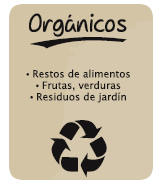 Orgánicos
• Restos de alimentos
• Frutas, verduras
• Residuos de jardín